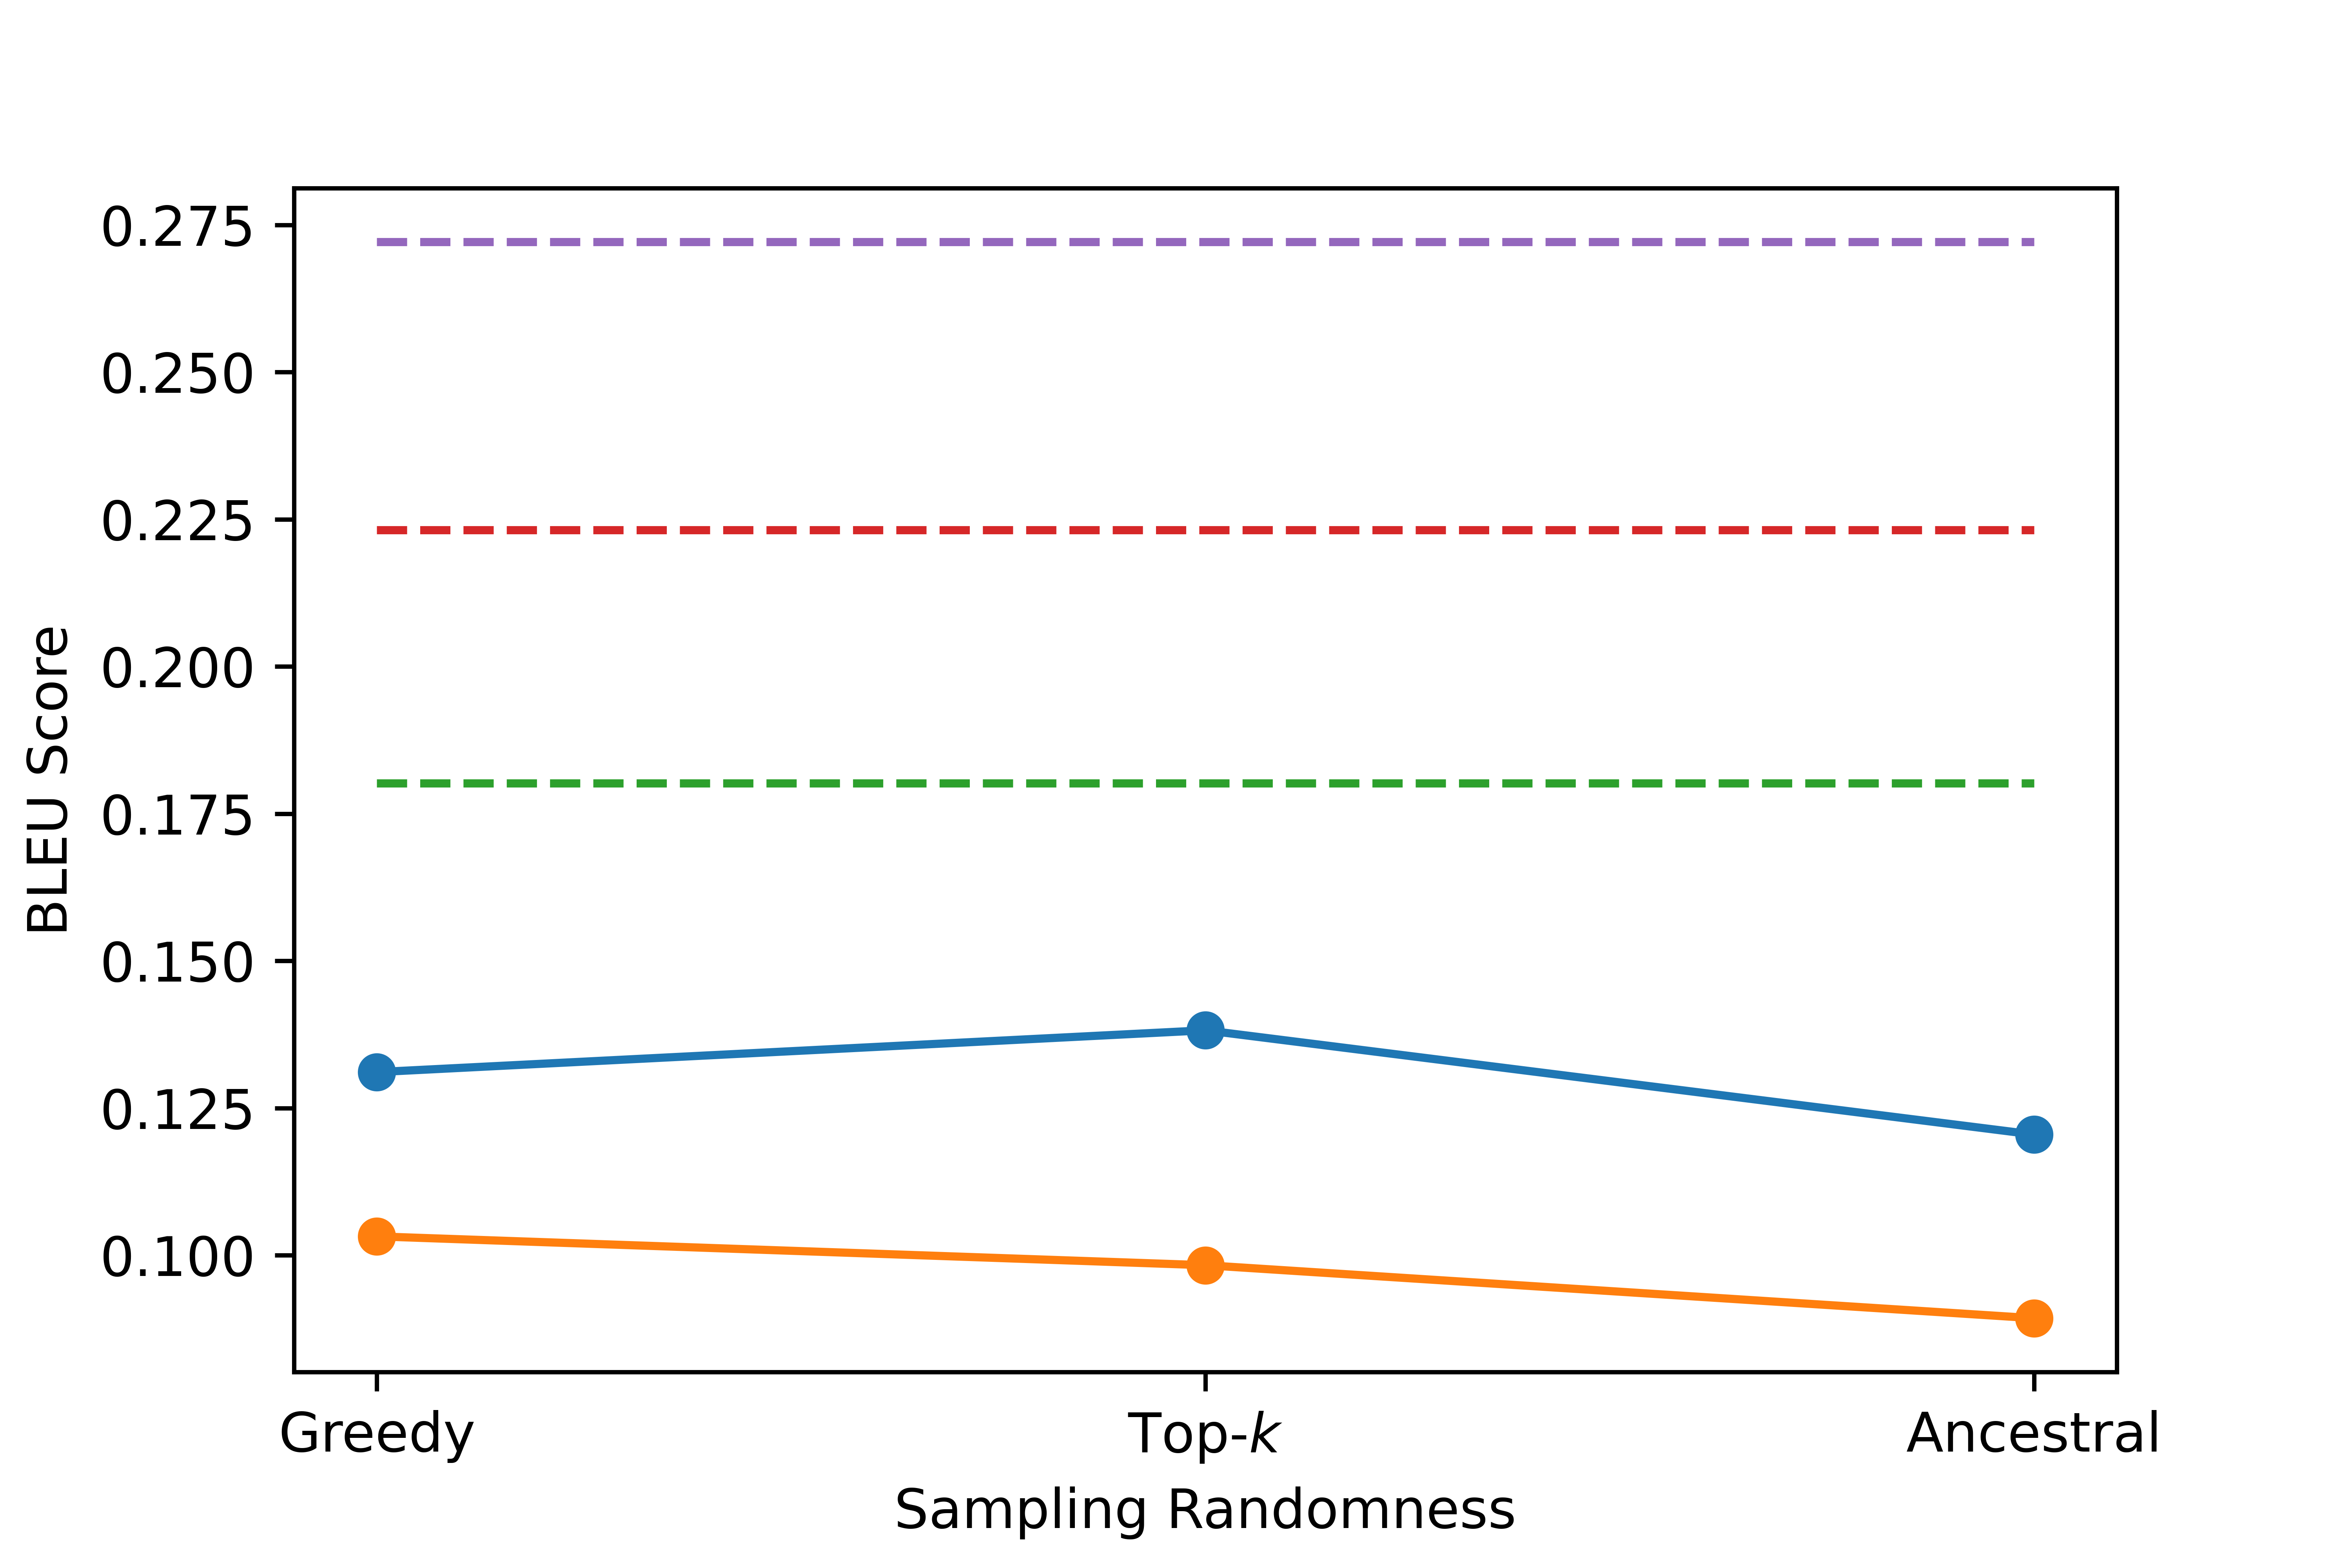 0.275
0.250
0.225
0.200
0.175
0.150
0.125
0.100
BLEU Score
Greedy
Top-k
Ancestral
Sampling Randomness